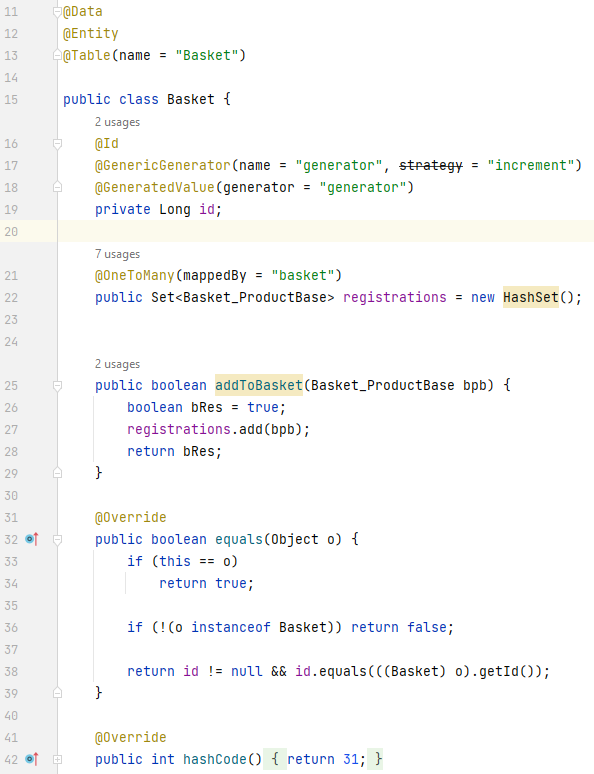 11 @Data
12 @Entity
13 @Table(name = "Basket")
14
15 public class Basket {
2 usages
16 @Id
17 @GenericGenerator(name = "generator", strategy = "increment")
18 @GeneratedValue(generator = "generator")
19 private Long id;
20
7 usages
21 @OneToMany(mappedBy = "basket")
22 public Set<Basket_ProductBase> registrations = new HashSet();
23
24
2 usages
25 public boolean addToBasket(Basket_ProductBase bpb) {
26 boolean bRes = true;
27 registrations.add(bpb);
28 return bRes;
29 }
30
31 @Override
32 public boolean equals(Object o) {
33 if (this == o)
34 return true;
35
36 if (!(o instanceof Basket)) return false;
37
38 return id != null && id.equals(((Basket) o).getId());
39 }
40
41 @Override
42 public int hashCode() { return 31; }